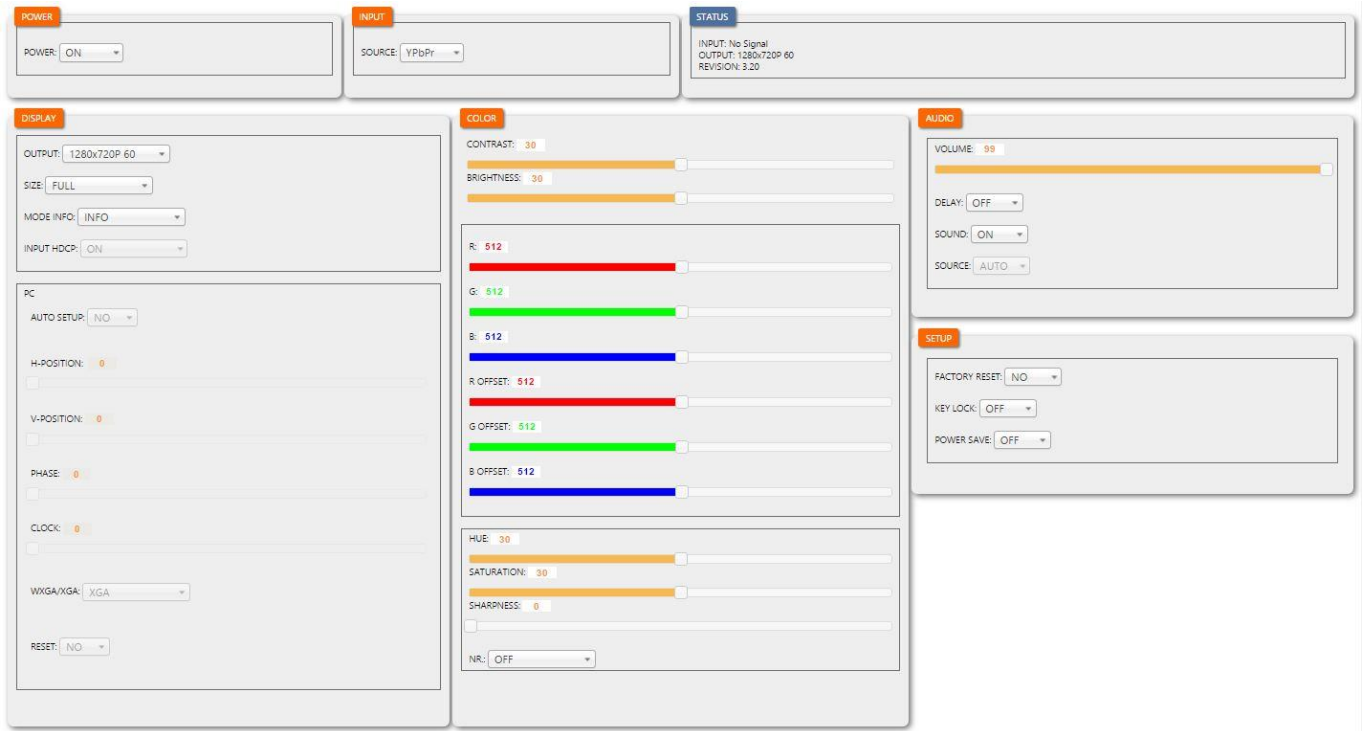 POWER
POWER: ON
INPUT
SOURCE: YPbPr
STATUS
INPUT: No Signal
OUTPUT: 1280x720P 60
REVISION: 3.20
DISPLAY
OUTPUT: 1280x720P 60
SIZE: FULL
MODE INFO: INFO
INPUT HDCP: ON
PC
AUTO SETUP: NO
H-POSITION: 0
V-POSITION: 0
PHASE: 0
CLOCK: 0
WXGA/XGA: XGA
RESET: NO
COLOR
CONTRAST: 30
BRIGHTNESS: 30
R: 512
G: 512
B: 512
R OFFSET: 512
G OFFSET: 512
B OFFSET: 512
HUE: 30
SATURATION: 30
SHARPNESS: 0
NR.: OFF
AUDIO
VOLUME: 99
DELAY: OFF
SOUND: ON
SOURCE: AUTO
SETUP
FACTORY RESET: NO
KEY LOCK: OFF
POWER SAVE: OFF